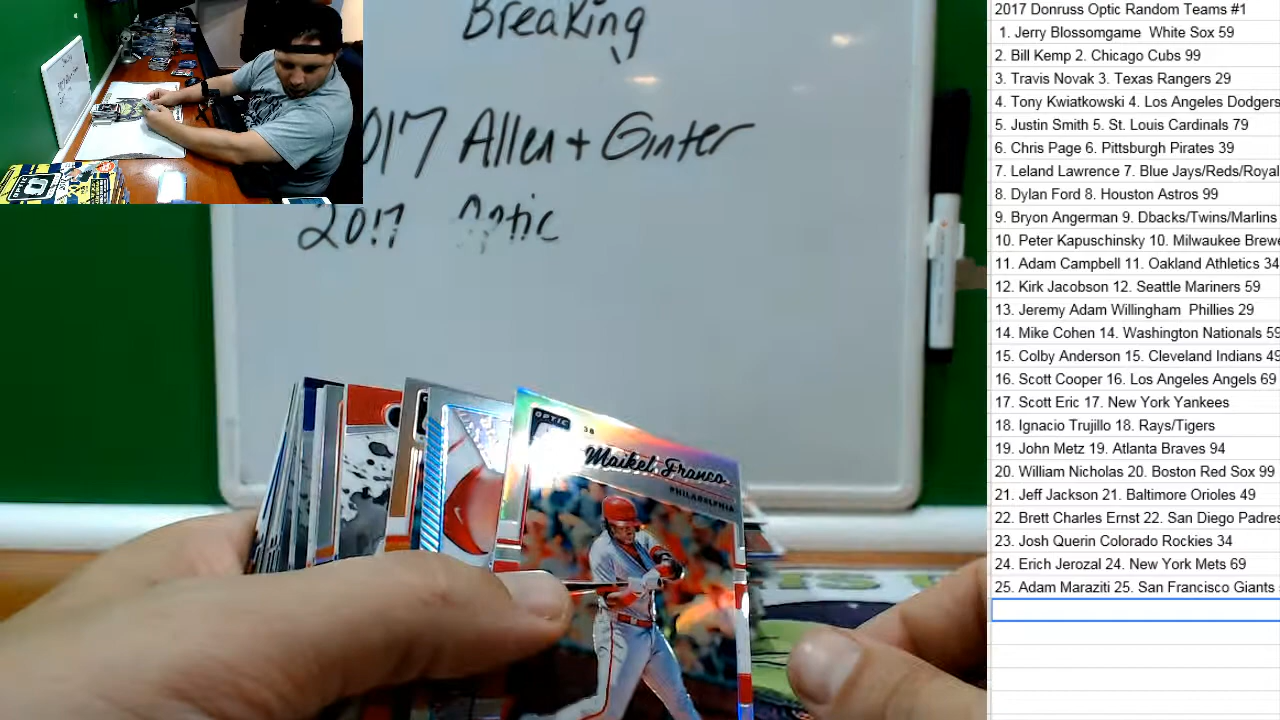 Breaking
2017 Allen + Ginter
2017 Optic
OPTIC
38
Maikel Franco
PHILADELPHIA
2017 Donruss Optic Random Teams #1
1. Jerry Blossomgame White Sox 59
2. Bill Kemp 2. Chicago Cubs 99
3. Travis Novak 3. Texas Rangers 29
4. Tony Kwiatkowski 4. Los Angeles Dodgers
5. Justin Smith 5. St. Louis Cardinals 79
6. Chris Page 6. Pittsburgh Pirates 39
7. Leland Lawrence 7. Blue Jays/Reds/Royal
8. Dylan Ford 8. Houston Astros 99
9. Bryon Angerman 9. Dbacks/Twins/Marlins
10. Peter Kapuschinsky 10. Milwaukee Brewe
11. Adam Campbell 11. Oakland Athletics 34
12. Kirk Jacobson 12. Seattle Mariners 59
13. Jeremy Adam Willingham Phillies 29
14. Mike Cohen 14. Washington Nationals 59
15. Colby Anderson 15. Cleveland Indians 49
16. Scott Cooper 16. Los Angeles Angels 69
17. Scott Eric 17. New York Yankees
18. Ignacio Trujillo 18. Rays/Tigers
19. John Metz 19. Atlanta Braves 94
20. William Nicholas 20. Boston Red Sox 99
21. Jeff Jackson 21. Baltimore Orioles 49
22. Brett Charles Ernst 22. San Diego Padres
23. Josh Querin Colorado Rockies 34
24. Erich Jerozal 24. New York Mets 69
25. Adam Maraziti 25. San Francisco Giants